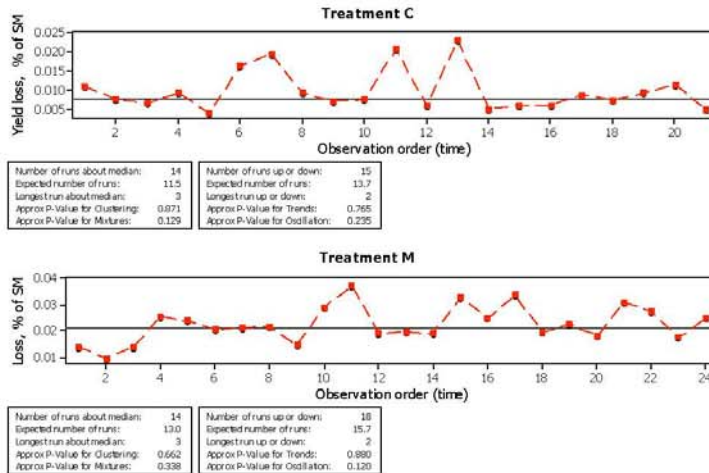 Treatment C
Yield loss, % of SM
0.025
0.020
0.015
0.010
0.005
2 4 6 8 10 12 14 16 18 20
Observation order (time)
Number of runs about median: 14
Expected number of runs: 11.5
Longest run about median: 3
Approx P-Value for Clustering: 0.871
Approx P-Value for Mixtures: 0.129
Number of runs up or down: 15
Expected number of runs: 13.7
Longest run up or down: 2
Approx P-Value for Trends: 0.765
Approx P-Value for Oscillation: 0.235
Treatment M
Loss, % of SM
0.04
0.03
0.02
0.01
2 4 6 8 10 12 14 16 18 20 22 24
Observation order (time)
Number of runs about median: 14
Expected number of runs: 13.0
Longest run about median: 3
Approx P-Value for Clustering: 0.662
Approx P-Value for Mixtures: 0.338
Number of runs up or down: 18
Expected number of runs: 15.7
Longest run up or down: 2
Approx P-Value for Trends: 0.880
Approx P-Value for Oscillation: 0.120